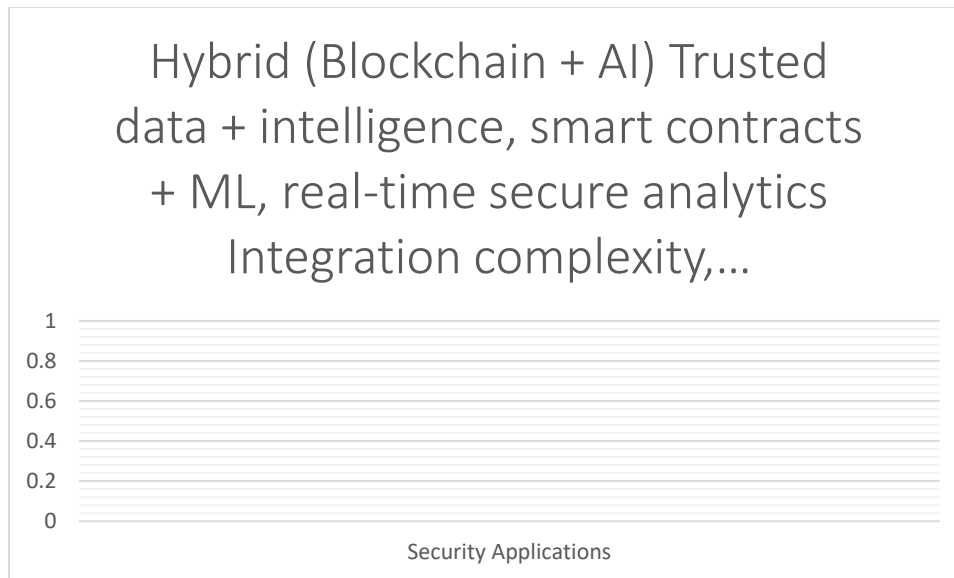 Hybrid (Blockchain + AI) Trusted
data + intelligence, smart contracts
+ ML, real-time secure analytics
Integration complexity,...
1
0.8
0.6
0.4
0.2
0
Security Applications